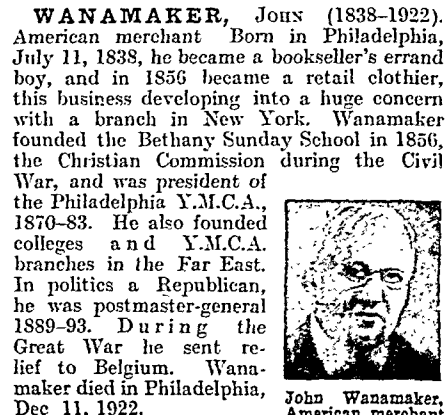 WANAMAKER, JOHN (1838–1922).
American merchant Born in Philadelphia,
July 11, 1838, he became a bookseller's errand
boy, and in 1856 became a retail clothier,
this business developing into a huge concern
with a branch in New York. Wanamaker
founded the Bethany Sunday School in 1856,
the Christian Commission during the Civil
War, and was president of
the Philadelphia Y.M.C.A.,
1870–83. He also founded
colleges and Y.M.C.A.
branches in the Far East.
In politics a Republican,
he was postmaster-general
1889–93. During the
Great War he sent re-
lief to Belgium. Wana-
maker died in Philadelphia,
Dec 11, 1922.
John Wanamaker,
American merchant